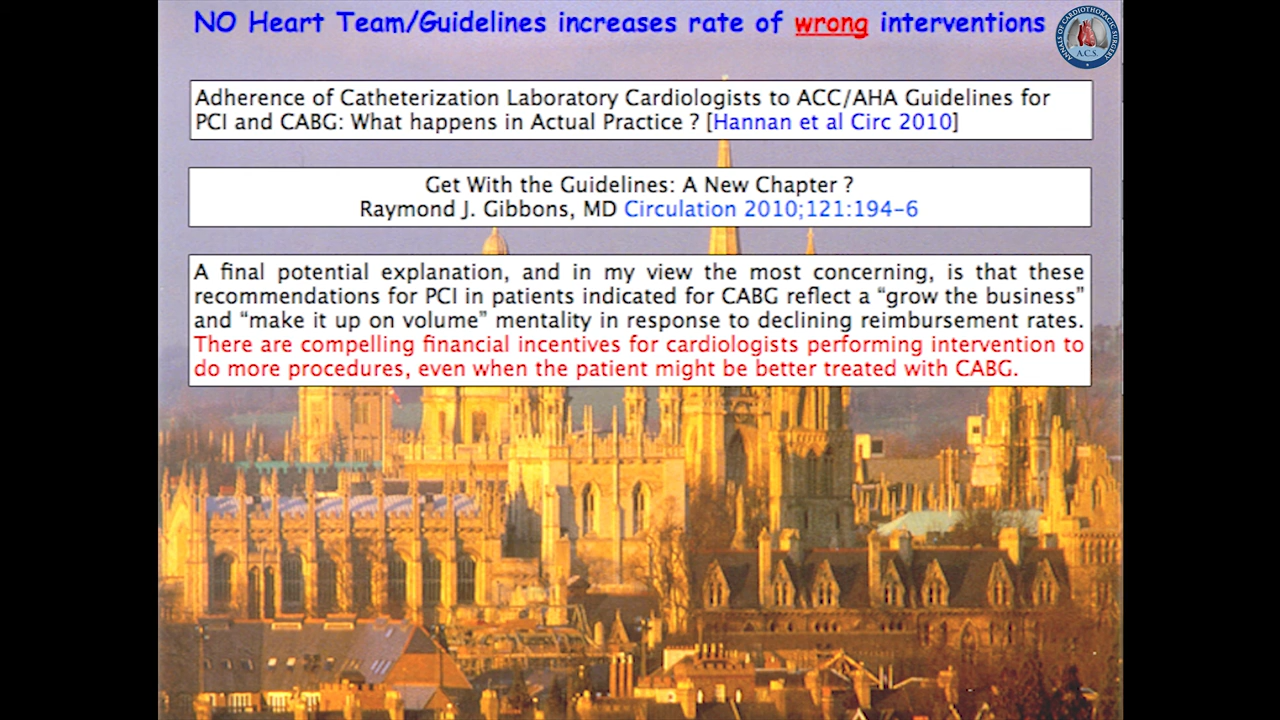 NO Heart Team/Guidelines increases rate of wrong interventions
ANNALS OF CARDIOTHORACIC SURGERY
A.C.S.
Adherence of Catheterization Laboratory Cardiologists to ACC/AHA Guidelines for
PCI and CABG: What happens in Actual Practice ? [Hannan et al Circ 2010]
Get With the Guidelines: A New Chapter ?
Raymond J. Gibbons, MD Circulation 2010;121:194-6
A final potential explanation, and in my view the most concerning, is that these
recommendations for PCI in patients indicated for CABG reflect a “grow the business”
and “make it up on volume” mentality in response to declining reimbursement rates.
There are compelling financial incentives for cardiologists performing intervention to
do more procedures, even when the patient might be better treated with CABG.